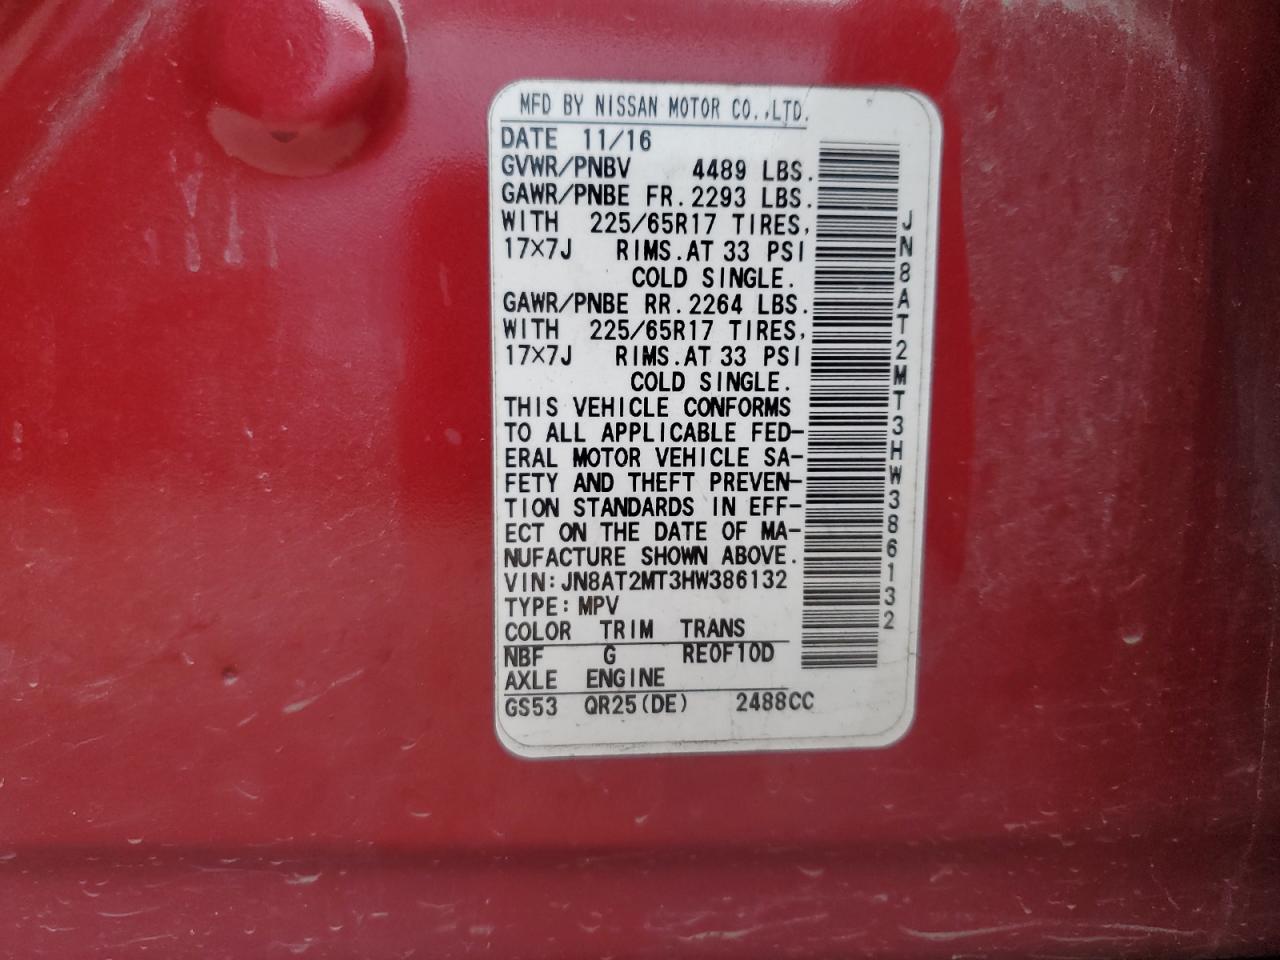 MFD BY NISSAN MOTOR CO.,LTD.
DATE 11/16
GVWR/PNBV 4489 LBS.
GAWR/PNBE FR. 2293 LBS.
WITH 225/65R17 TIRES,
17×7J RIMS. AT 33 PSI
COLD SINGLE.
GAWR/PNBE RR. 2264 LBS.
WITH 225/65R17 TIRES,
17×7J RIMS. AT 33 PSI
COLD SINGLE.
THIS VEHICLE CONFORMS
TO ALL APPLICABLE FED-
ERAL MOTOR VEHICLE SA-
FETY AND THEFT PREVEN-
TION STANDARDS IN EFF-
ECT ON THE DATE OF MA-
NUFACTURE SHOWN ABOVE.
VIN: JN8AT2MT3HW386132
TYPE: MPV
COLOR TRIM TRANS
NBF G RE0F10D
AXLE ENGINE
GS53 QR25(DE) 2488CC
JN8AT2MT3HW386132